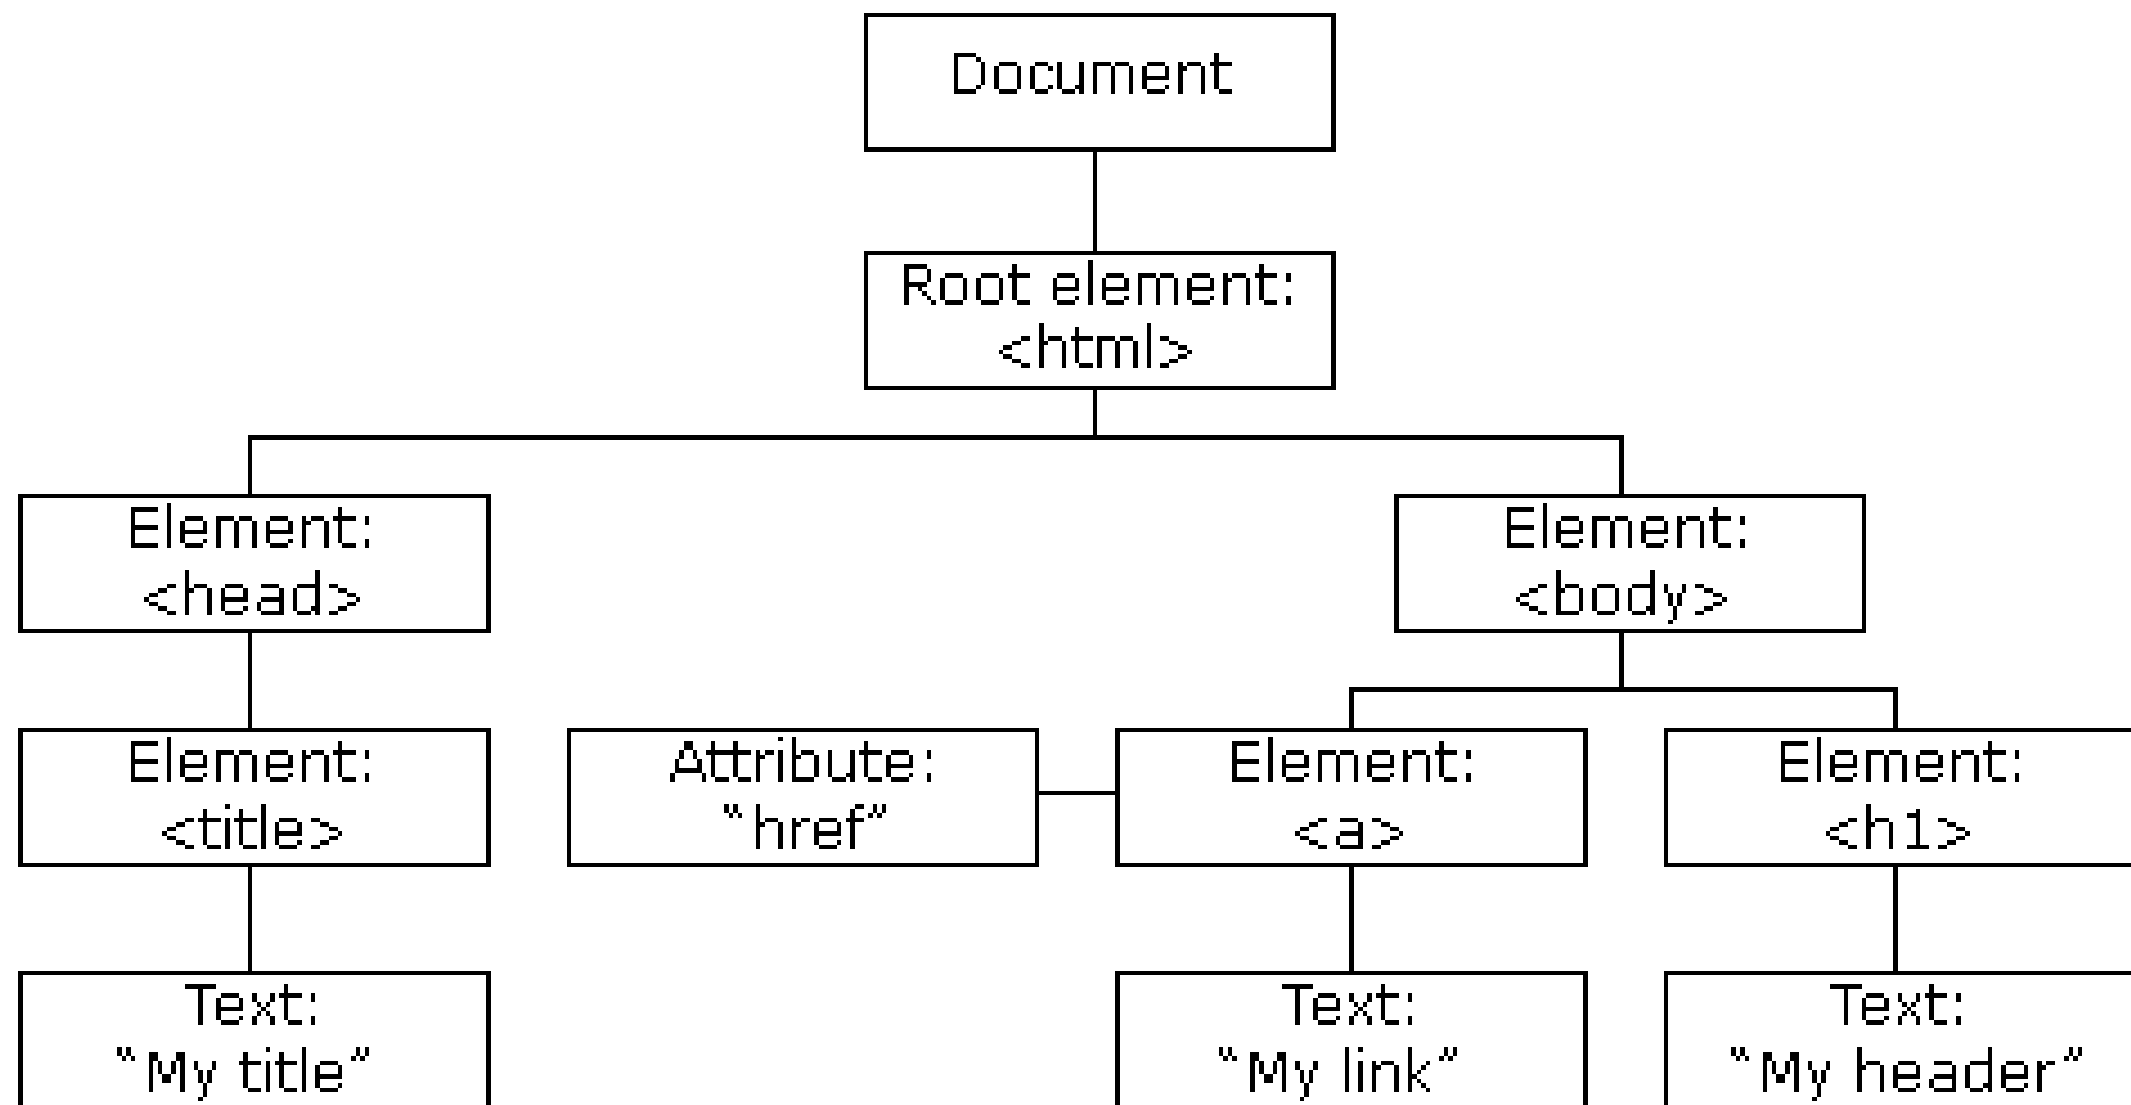 Document
Root element:
<html>
Element:
<head>
Element:
<body>
Element:
<title>
Attribute:
“href”
Element:
<a>
Element:
<h1>
Text:
“My title”
Text:
“My link”
Text:
“My header”